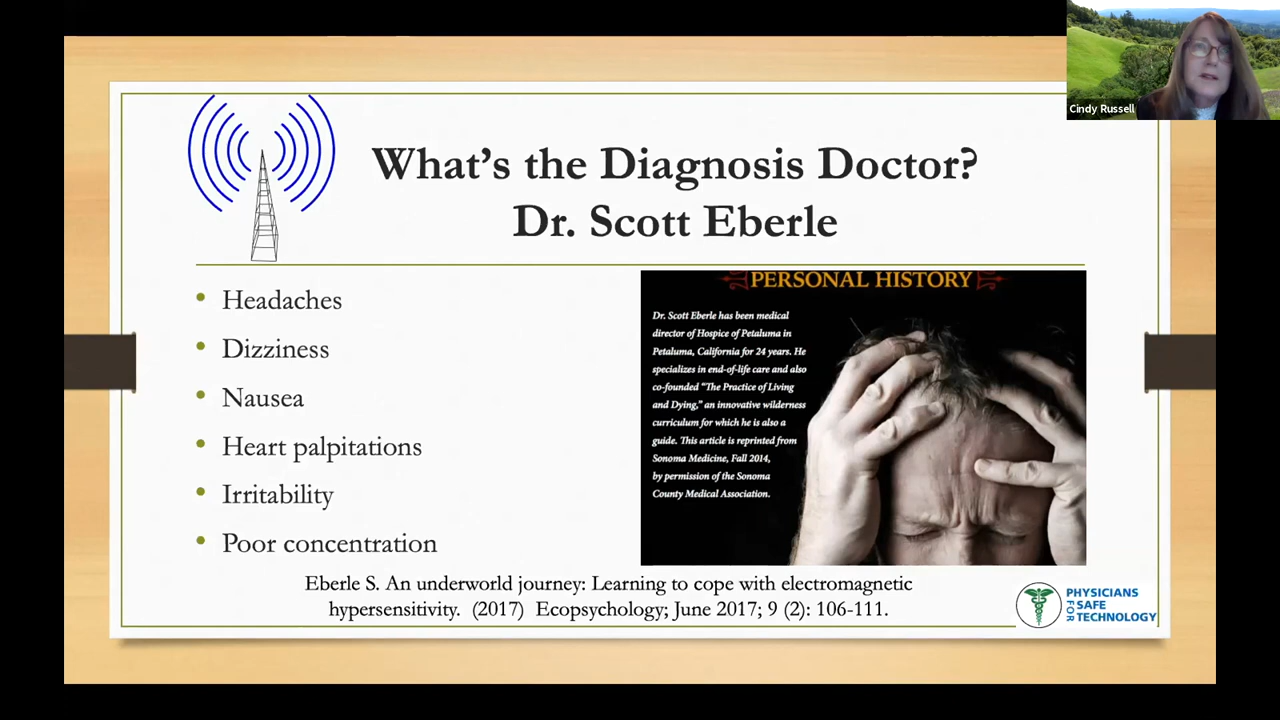 Cindy Russell
What's the Diagnosis Doctor?
Dr. Scott Eberle
• Headaches
• Dizziness
• Nausea
• Heart palpitations
• Irritability
• Poor concentration
PERSONAL HISTORY
Dr. Scott Eberle has been medical
director of Hospice of Petaluma in
Petaluma, California for 24 years. He
specializes in end-of-life care and also
co-founded "The Practice of Living
and Dying," an innovative wilderness
curriculum for which he is also a
guide. This article is reprinted from
Sonoma Medicine, Fall 2014,
by permission of the Sonoma
County Medical Association.
Eberle S. An underworld journey: Learning to cope with electromagnetic
hypersensitivity. (2017) Ecopsychology; June 2017; 9 (2): 106-111.
PHYSICIANS
FOR SAFE
TECHNOLOGY